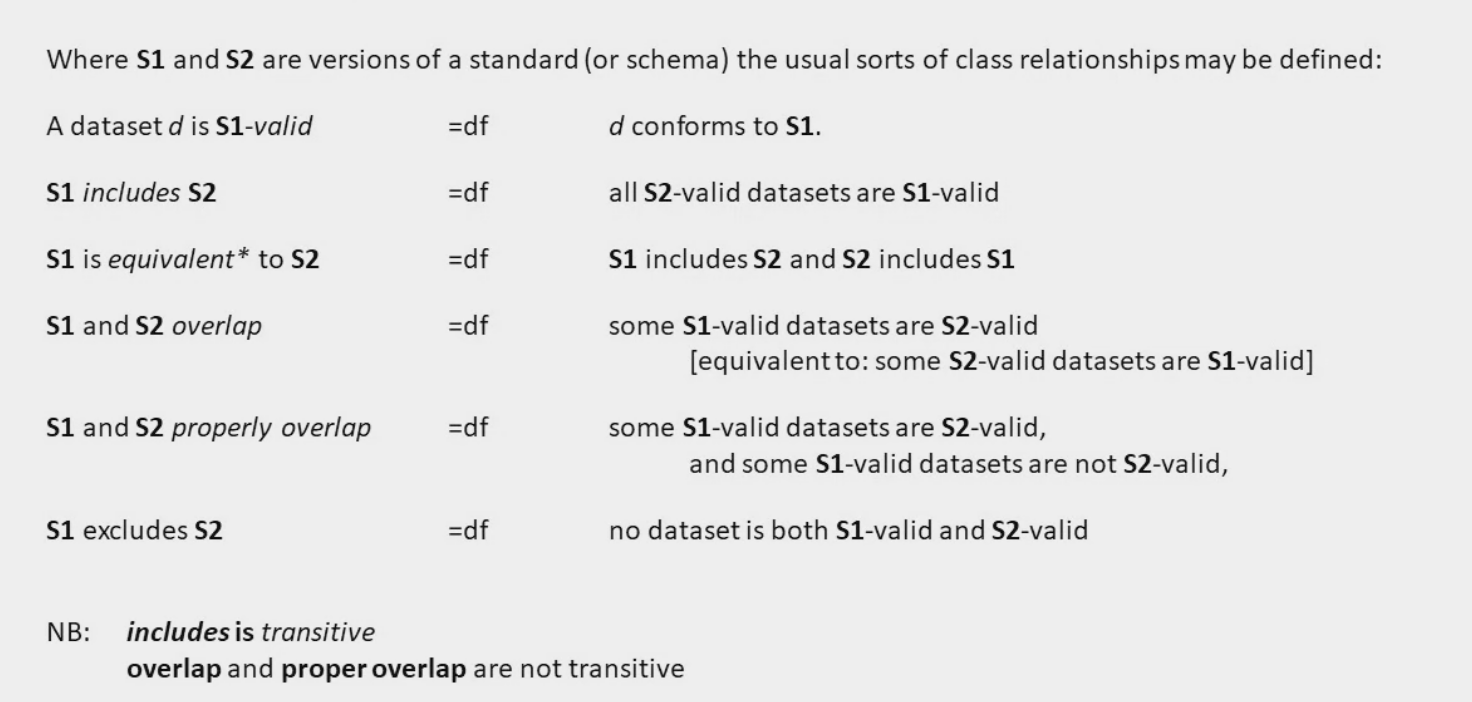 Where S1 and S2 are versions of a standard (or schema) the usual sorts of class relationships may be defined:
A dataset d is S1-valid =df d conforms to S1.
S1 includes S2 =df all S2-valid datasets are S1-valid
S1 is equivalent* to S2 =df S1 includes S2 and S2 includes S1
S1 and S2 overlap =df some S1-valid datasets are S2-valid
[equivalent to: some S2-valid datasets are S1-valid]
S1 and S2 properly overlap =df some S1-valid datasets are S2-valid,
and some S1-valid datasets are not S2-valid,
S1 excludes S2 =df no dataset is both S1-valid and S2-valid
NB: includes is transitive
overlap and proper overlap are not transitive